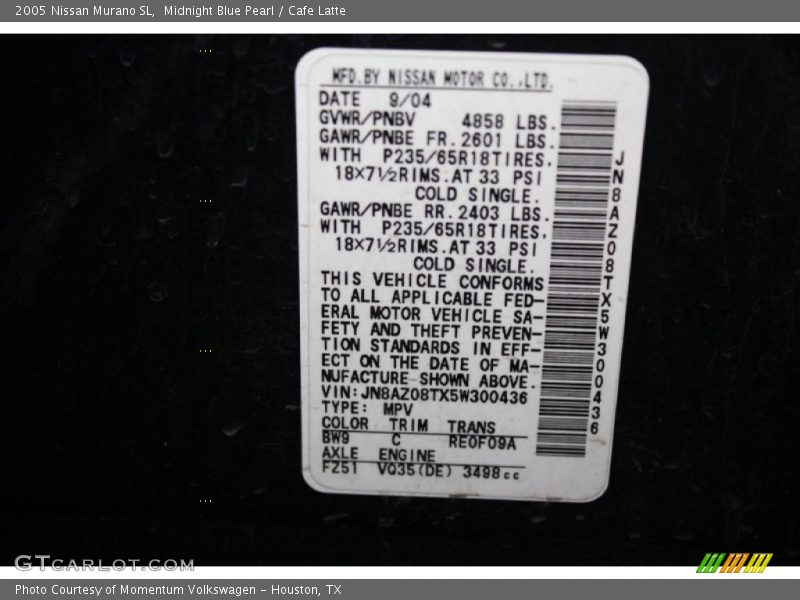 2005 Nissan Murano SL,  Midnight Blue Pearl / Cafe Latte
MFD.BY NISSAN MOTOR CO.,LTD.
DATE 9/04
GVWR/PNBV 4858 LBS.
GAWR/PNBE FR.2601 LBS.
WITH P235/65R18TIRES.
18×7½RIMS.AT 33 PSI
COLD SINGLE.
GAWR/PNBE RR.2403 LBS.
WITH P235/65R18TIRES.
18×7½RIMS.AT 33 PSI
COLD SINGLE.
THIS VEHICLE CONFORMS
TO ALL APPLICABLE FED-
ERAL MOTOR VEHICLE SA-
FETY AND THEFT PREVEN-
TION STANDARDS IN EFF-
ECT ON THE DATE OF MA-
NUFACTURE SHOWN ABOVE.
VIN:JN8AZ08TX5W300436
TYPE: MPV
COLOR TRIM TRANS
BW9 C RE0F09A
AXLE ENGINE
FZ51 VQ35(DE) 3498cc
JN8AZ08TX5W300436
GTCARLOT.COM
Photo Courtesy of Momentum Volkswagen - Houston, TX